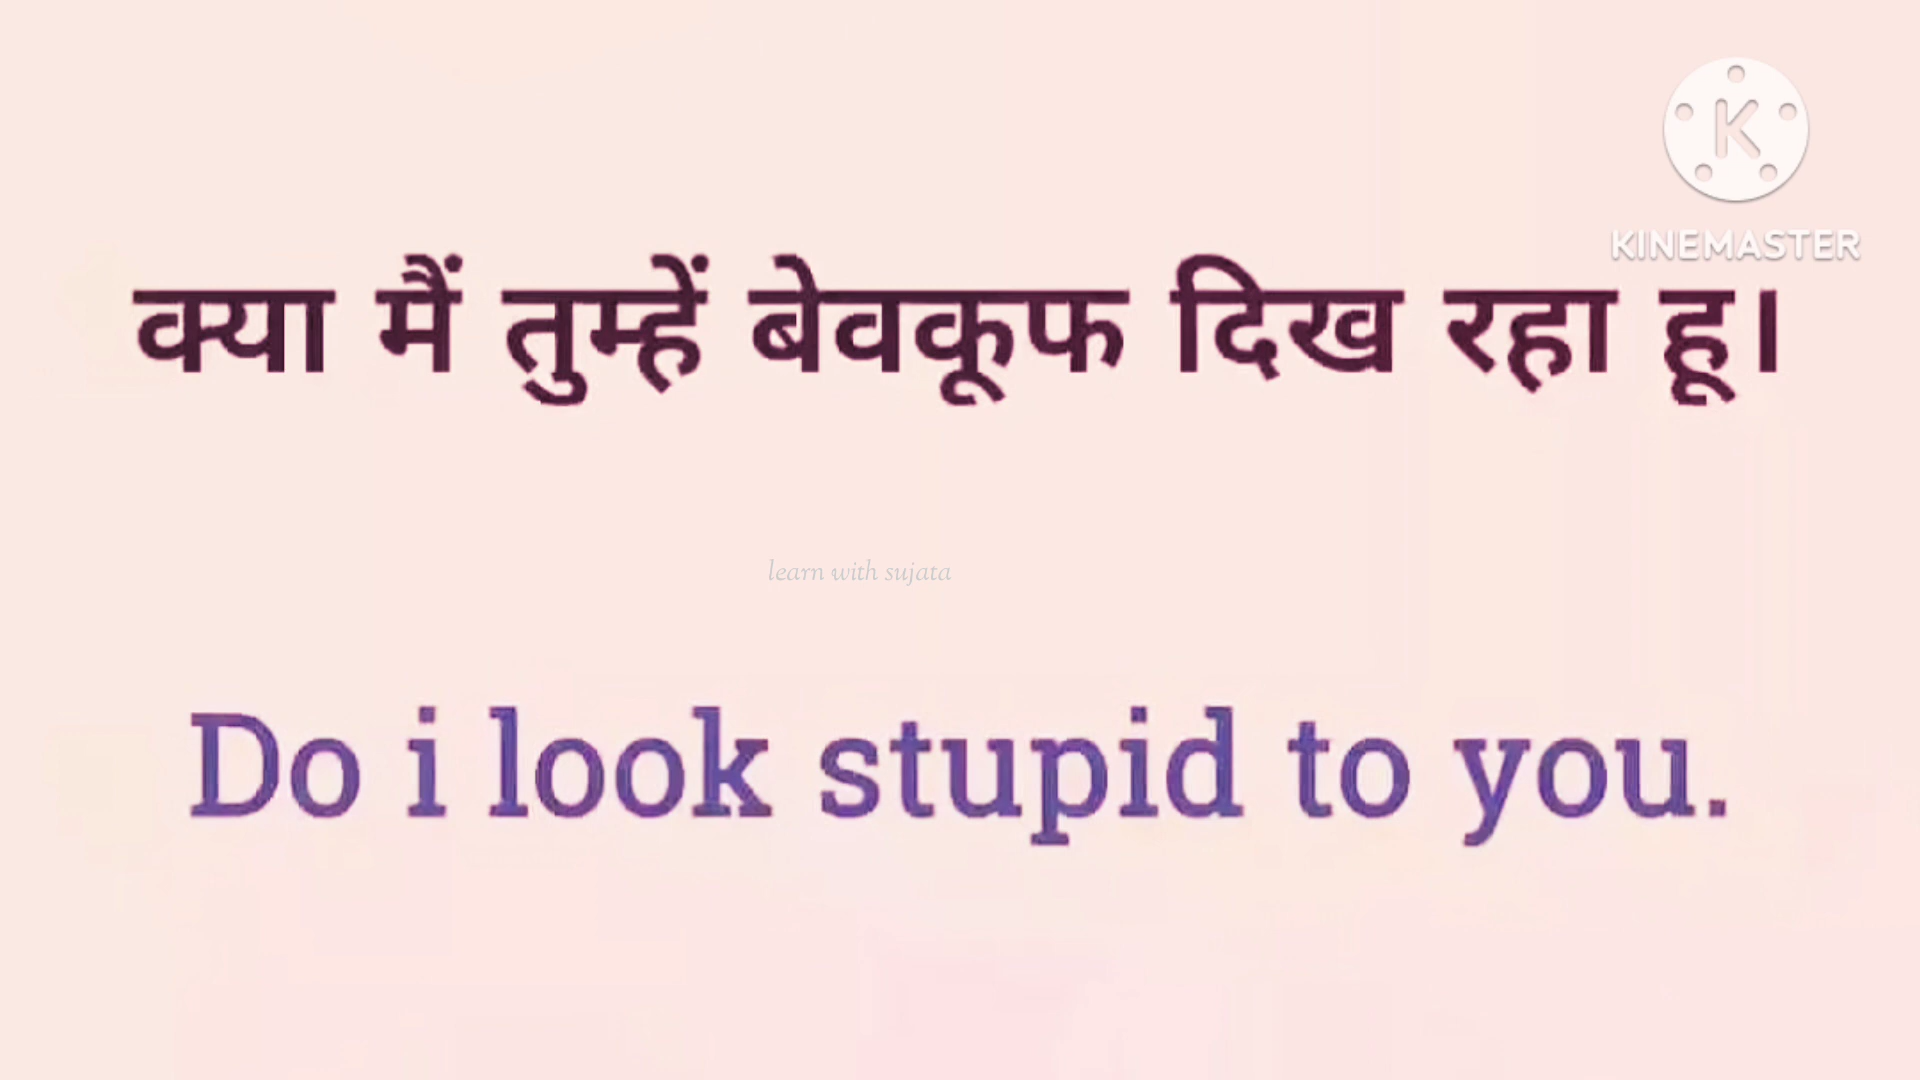 K
KINEMASTER
क्या मैं तुम्हें बेवकूफ दिख रहा हू।
learn with sujata
Do i look stupid to you.